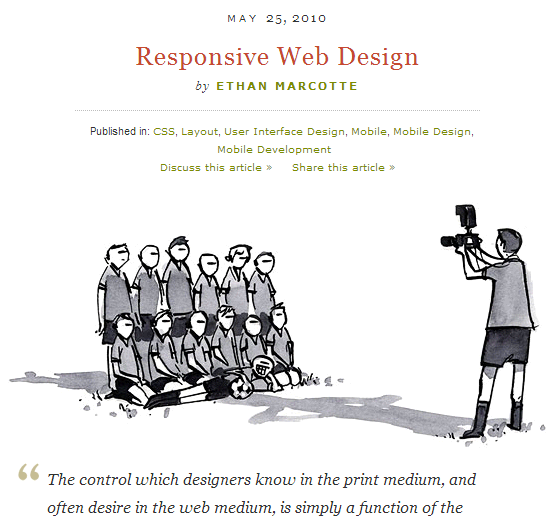 MAY 25, 2010
Responsive Web Design
by ETHAN MARCOTTE
Published in: CSS, Layout, User Interface Design, Mobile, Mobile Design,
Mobile Development
Discuss this article » Share this article »
“ The control which designers know in the print medium, and
often desire in the web medium, is simply a function of the